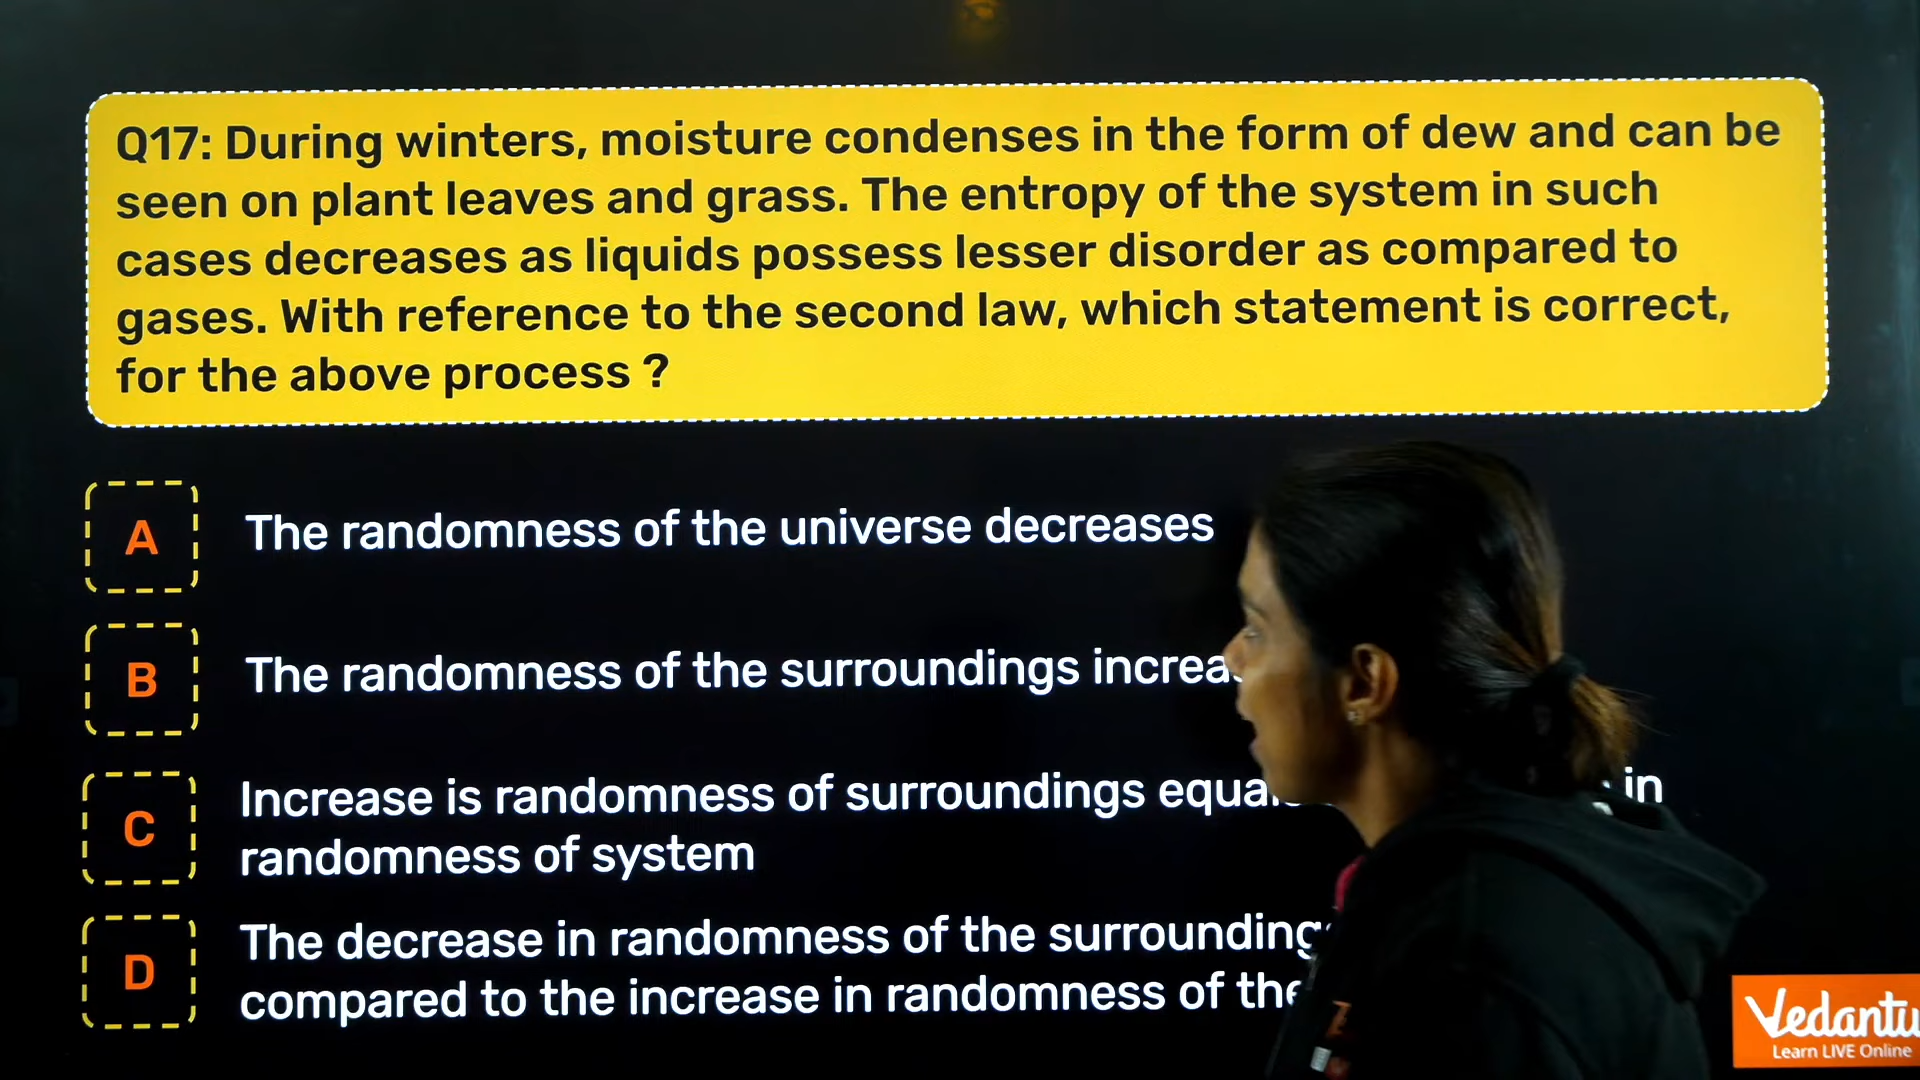 Q17: During winters, moisture condenses in the form of dew and can be
seen on plant leaves and grass. The entropy of the system in such
cases decreases as liquids possess lesser disorder as compared to
gases. With reference to the second law, which statement is correct,
for the above process ?
A The randomness of the universe decreases
B The randomness of the surroundings
C Increase is randomness of surroundings in
randomness of system
D The decrease in randomness of the
compared to the increase in randomness of
Vedantu
Learn LIVE Online